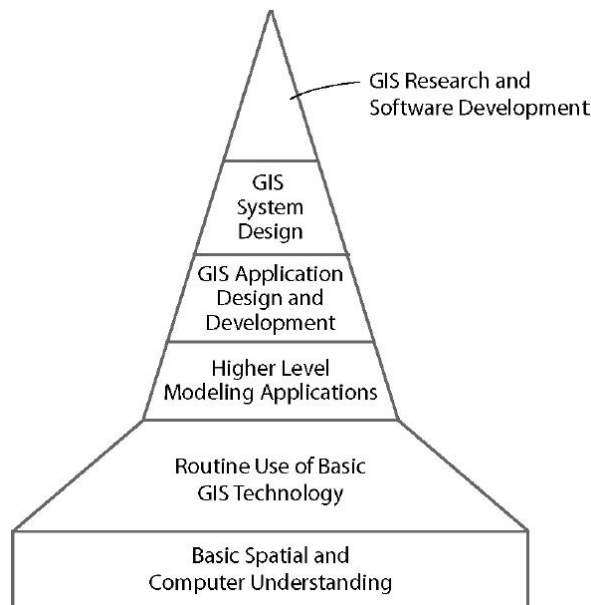 GIS Research and
Software Development
GIS
System
Design
GIS Application
Design and
Development
Higher Level
Modeling Applications
Routine Use of Basic
GIS Technology
Basic Spatial and
Computer Understanding